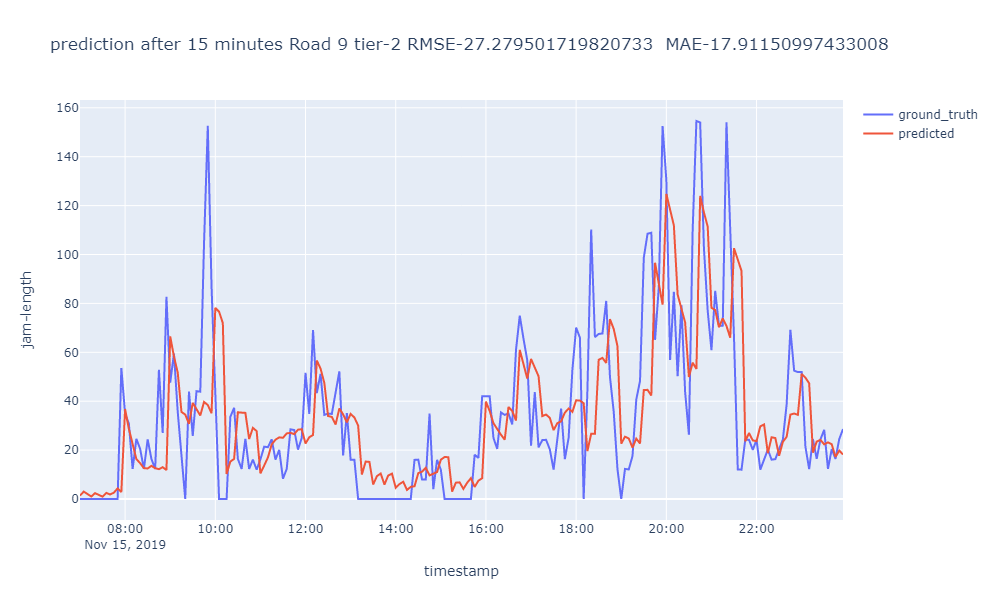 prediction after 15 minutes Road 9 tier-2 RMSE-27.279501719820733  MAE-17.91150997433008
ground_truth
predicted
160
140
120
100
80
60
40
20
0
jam-length
08:00 10:00 12:00 14:00 16:00 18:00 20:00 22:00
Nov 15, 2019
timestamp